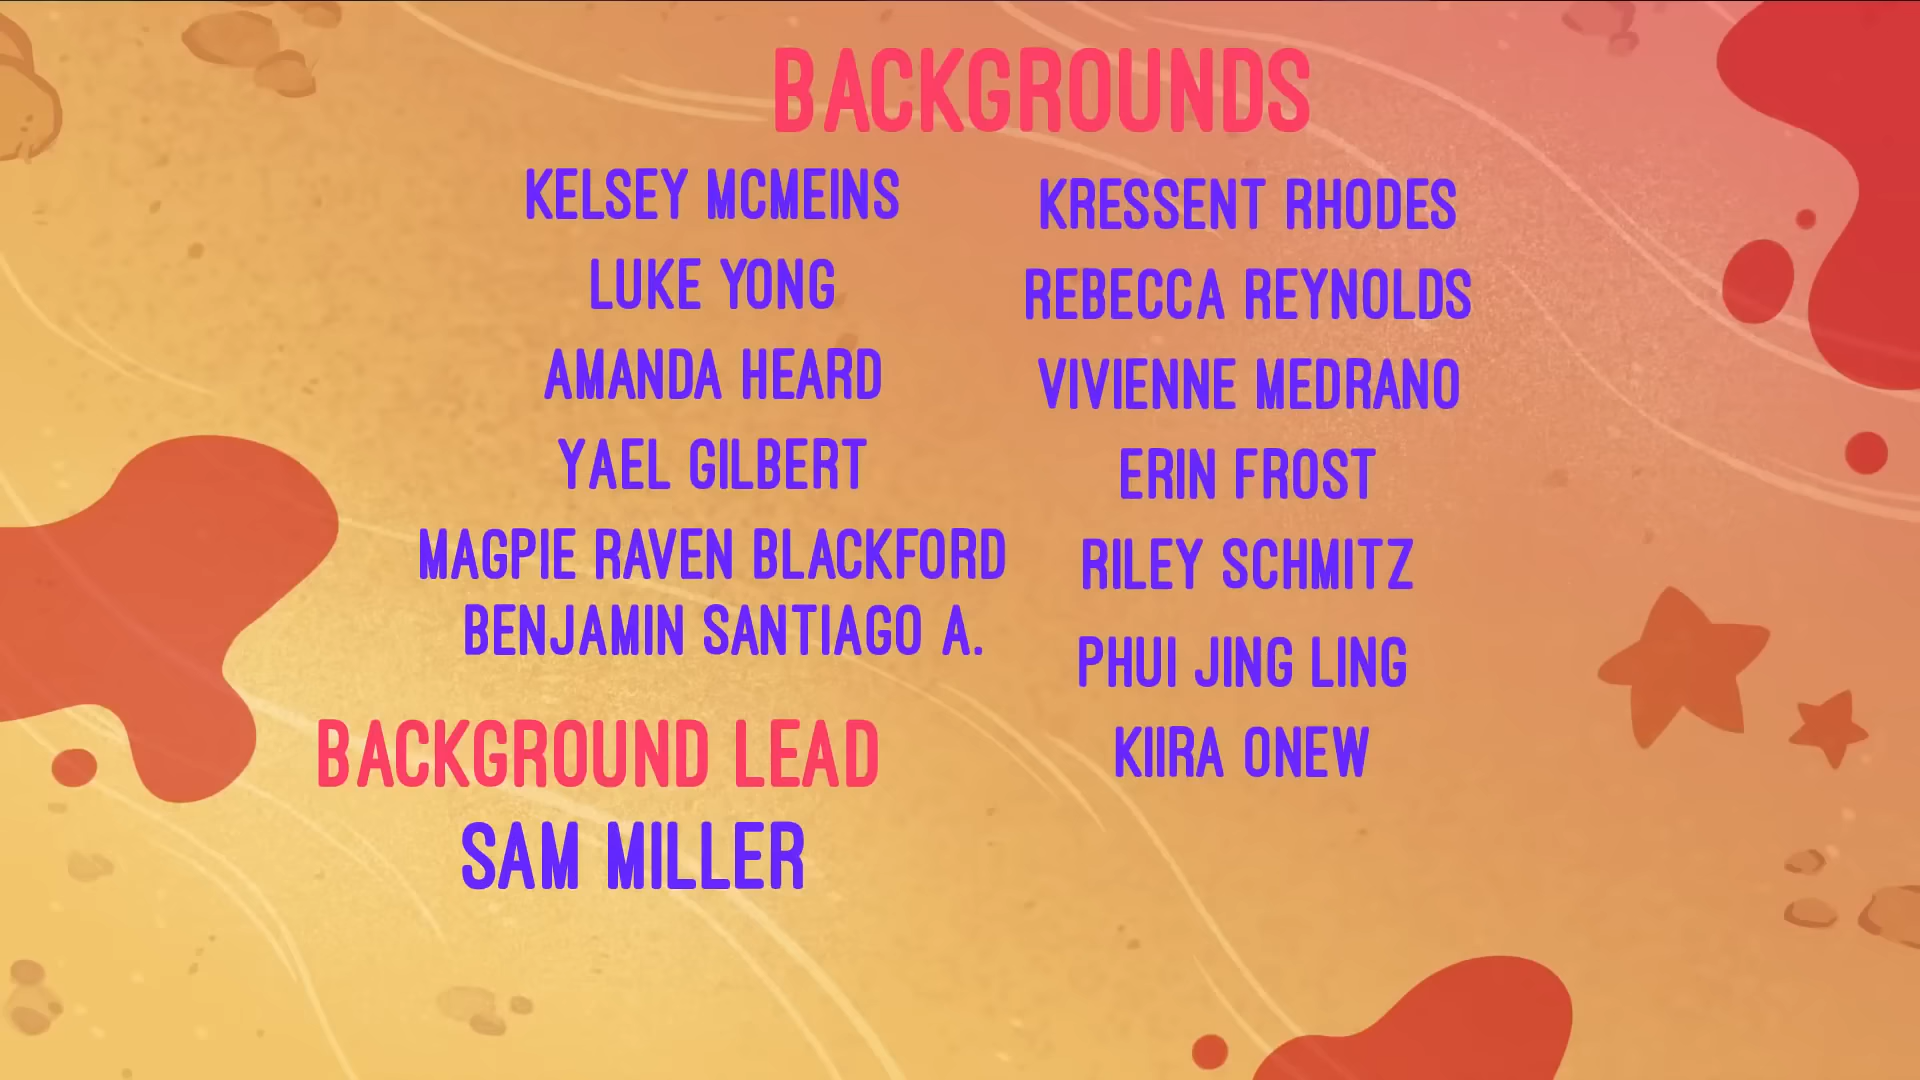 BACKGROUNDS
KELSEY MCMEINS
LUKE YONG
AMANDA HEARD
YAEL GILBERT
MAGPIE RAVEN BLACKFORD
BENJAMIN SANTIAGO A.
KRESSENT RHODES
REBECCA REYNOLDS
VIVIENNE MEDRANO
ERIN FROST
RILEY SCHMITZ
PHUI JING LING
KIIRA ONEW
BACKGROUND LEAD
SAM MILLER